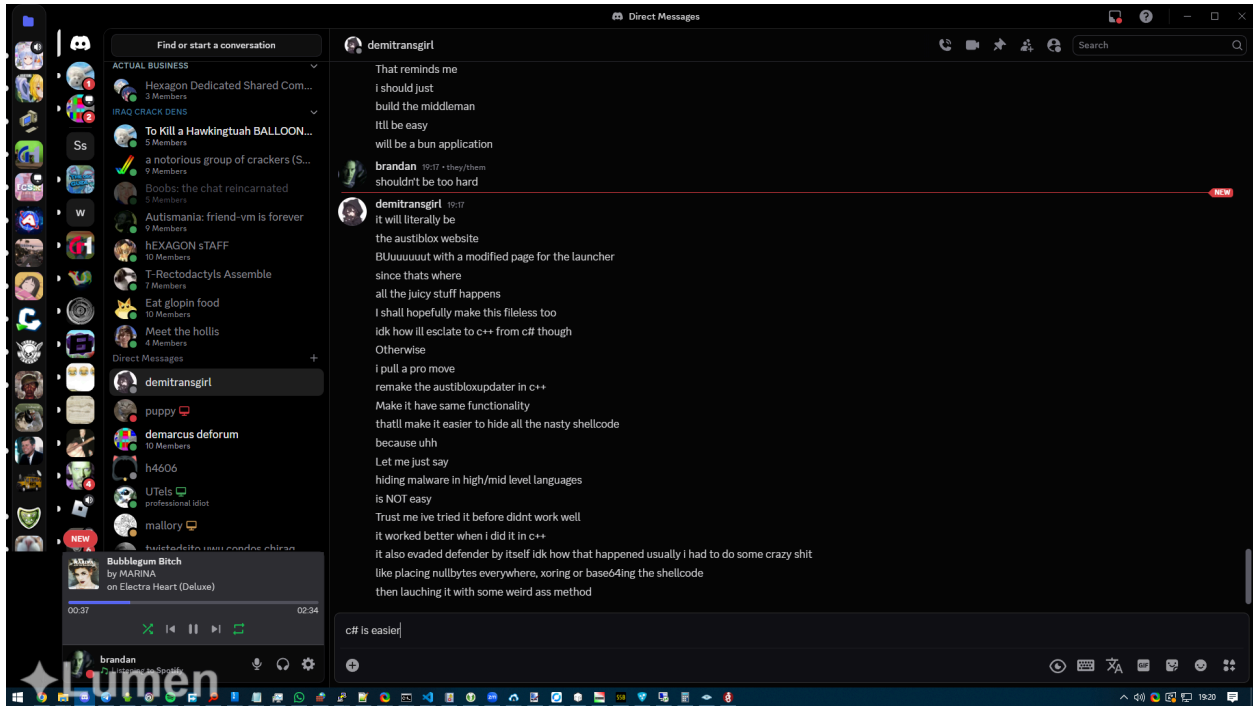 Direct Messages
Find or start a conversation
demitransgirl
Search
ACTUAL BUSINESS
Hexagon Dedicated Shared Com...
3 Members
IRAQ CRACK DENS
To Kill a Hawkingtuah BALLOON...
5 Members
a notorious group of crackers (S...
9 Members
Boobs: the chat reincarnated
5 Members
Autismania: friend-vm is forever
9 Members
hEXAGON sTAFF
10 Members
T-Rectodactyls Assemble
7 Members
Eat glopin food
10 Members
Meet the hollis
4 Members
Direct Messages
demitransgirl
puppy
demarcus deforum
10 Members
h4606
UTels
professional idiot
mallory
twistedsito uwu condos chiraq
Ss
w
1
2
4
NEW
Bubblegum Bitch
by MARINA
on Electra Heart (Deluxe)
00:37
02:34
brandan
Listening to Spotify
Lumen
That reminds me
i should just
build the middleman
Itll be easy
will be a bun application
brandan 19:17 • they/them
shouldn't be too hard
NEW
demitransgirl 19:17
it will literally be
the austiblox website
BUuuuuuut with a modified page for the launcher
since thats where
all the juicy stuff happens
I shall hopefully make this fileless too
idk how ill esclate to c++ from c# though
Otherwise
i pull a pro move
remake the austibloxupdater in c++
Make it have same functionality
thatll make it easier to hide all the nasty shellcode
because uhh
Let me just say
hiding malware in high/mid level languages
is NOT easy
Trust me ive tried it before didnt work well
it worked better when i did it in c++
it also evaded defender by itself idk how that happened usually i had to do some crazy shit
like placing nullbytes everywhere, xoring or base64ing the shellcode
then lauching it with some weird ass method
c# is easier
GIF
19:20